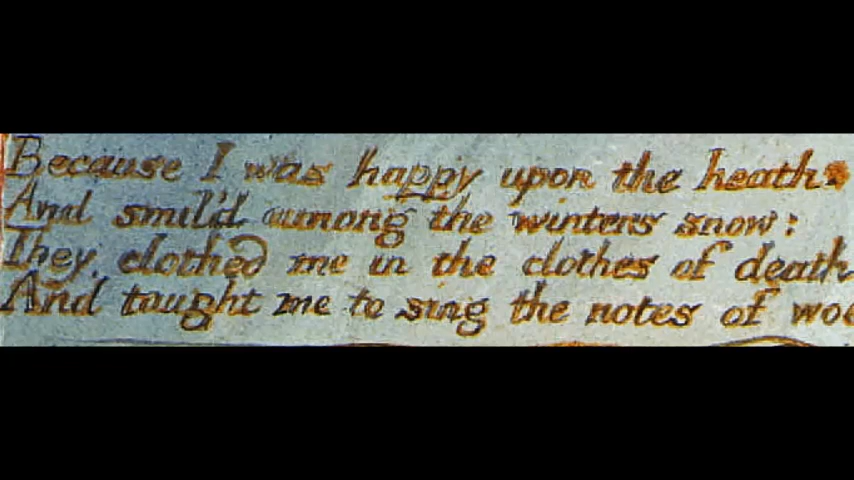 Because I was happy upon the heath.
And smil'd among the winters snow:
They clothed me in the clothes of death.
And taught me to sing the notes of woe